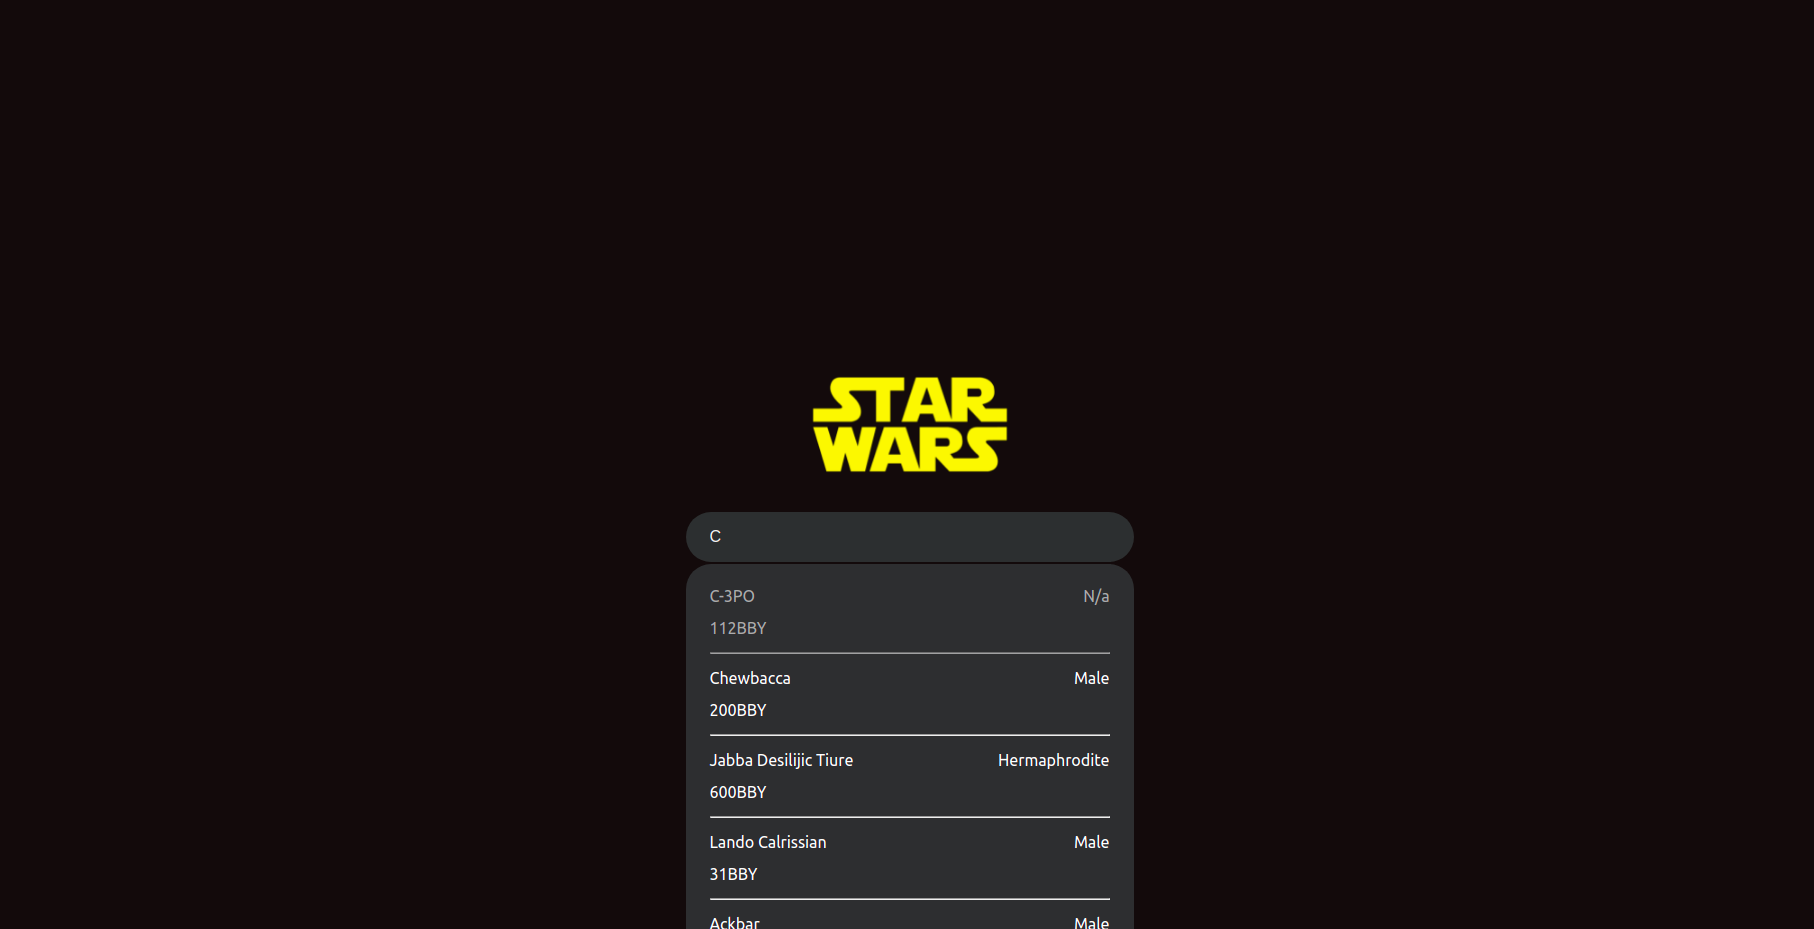 STAR
WARS
C
C-3PO N/a
112BBY
Chewbacca Male
200BBY
Jabba Desilijic Tiure Hermaphrodite
600BBY
Lando Calrissian Male
31BBY
Ackbar Male